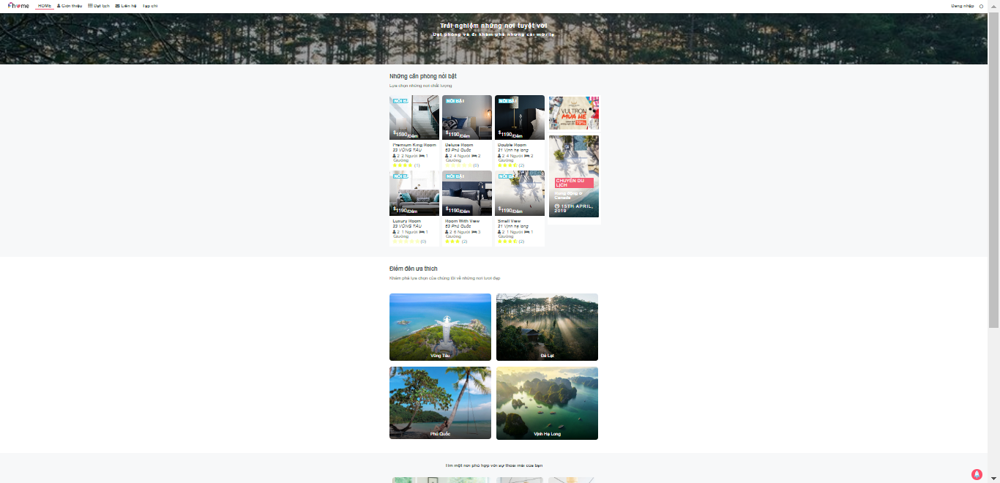 Fhome HOME Giới thiệu Đặt lịch Liên hệ Tạp chí Đăng nhập
Trải nghiệm những nơi tuyệt vời
Đặt phòng và đi khám phá những cái mới lạ
Những căn phòng nổi bật
Lựa chọn những nơi chất lượng
NỔI BẬ
$1590/Đêm
Premium King Room
23 VŨNG TÀU
2 2 Người 1
Giường
(1)
NỔI BẬT
$1190/Đêm
Deluxe Room
53 Phú Quốc
2 4 Người 2
Giường
(0)
NỔI BẬT
$1190/Đêm
Double Room
21 Vịnh hạ long
2 4 Người 2
Giường
(2)
NỔI BẬ
$1190/Đêm
Luxury Room
23 VŨNG TÀU
2 1 Người 1
Giường
(0)
NỔI BẬT
$1190/Đêm
Room With View
53 Phú Quốc
2 6 Người 3
Giường
(2)
NỔI BẬT
$1190/Đêm
Small View
21 Vịnh hạ long
2 1 Người 1
Giường
(2)
VULTRON
MÙA HÈ
70%
CHUYẾN DU
LỊCH
Rung động ở
Canada
15TH APRIL,
2019
Điểm đến ưa thích
Khám phá lựa chọn của chúng tôi về những nơi tươi đẹp
Vũng Tàu
Đà Lạt
Phú Quốc
Vịnh Hạ Long
Tìm một nơi phù hợp với sự thoải mái của bạn